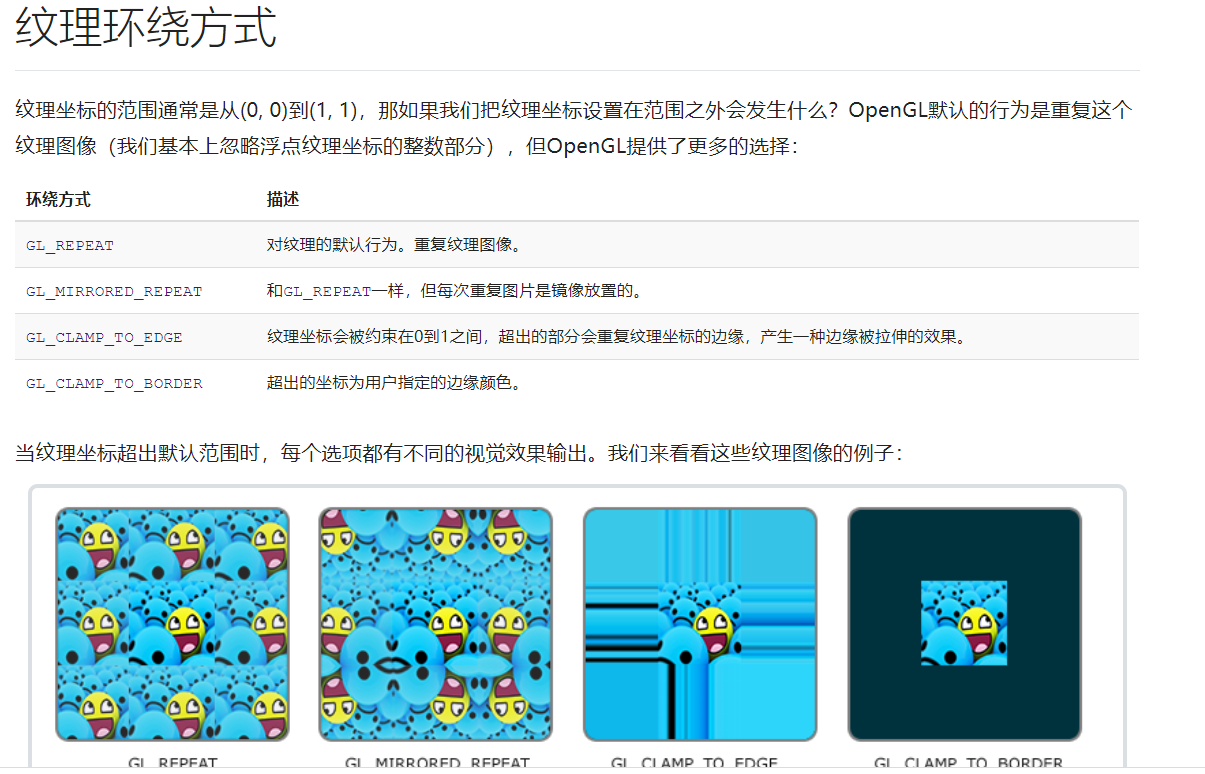 纹理环绕方式
纹理坐标的范围通常是从(0, 0)到(1, 1)，那如果我们把纹理坐标设置在范围之外会发生什么？OpenGL默认的行为是重复这个
纹理图像（我们基本上忽略浮点纹理坐标的整数部分），但OpenGL提供了更多的选择：
环绕方式 描述
GL_REPEAT 对纹理的默认行为。重复纹理图像。
GL_MIRRORED_REPEAT 和GL_REPEAT一样，但每次重复图片是镜像放置的。
GL_CLAMP_TO_EDGE 纹理坐标会被约束在0到1之间，超出的部分会重复纹理坐标的边缘，产生一种边缘被拉伸的效果。
GL_CLAMP_TO_BORDER 超出的坐标为用户指定的边缘颜色。
当纹理坐标超出默认范围时，每个选项都有不同的视觉效果输出。我们来看看这些纹理图像的例子：
GL_REPEAT GL_MIRRORED_REPEAT GL_CLAMP_TO_EDGE GL_CLAMP_TO_BORDER